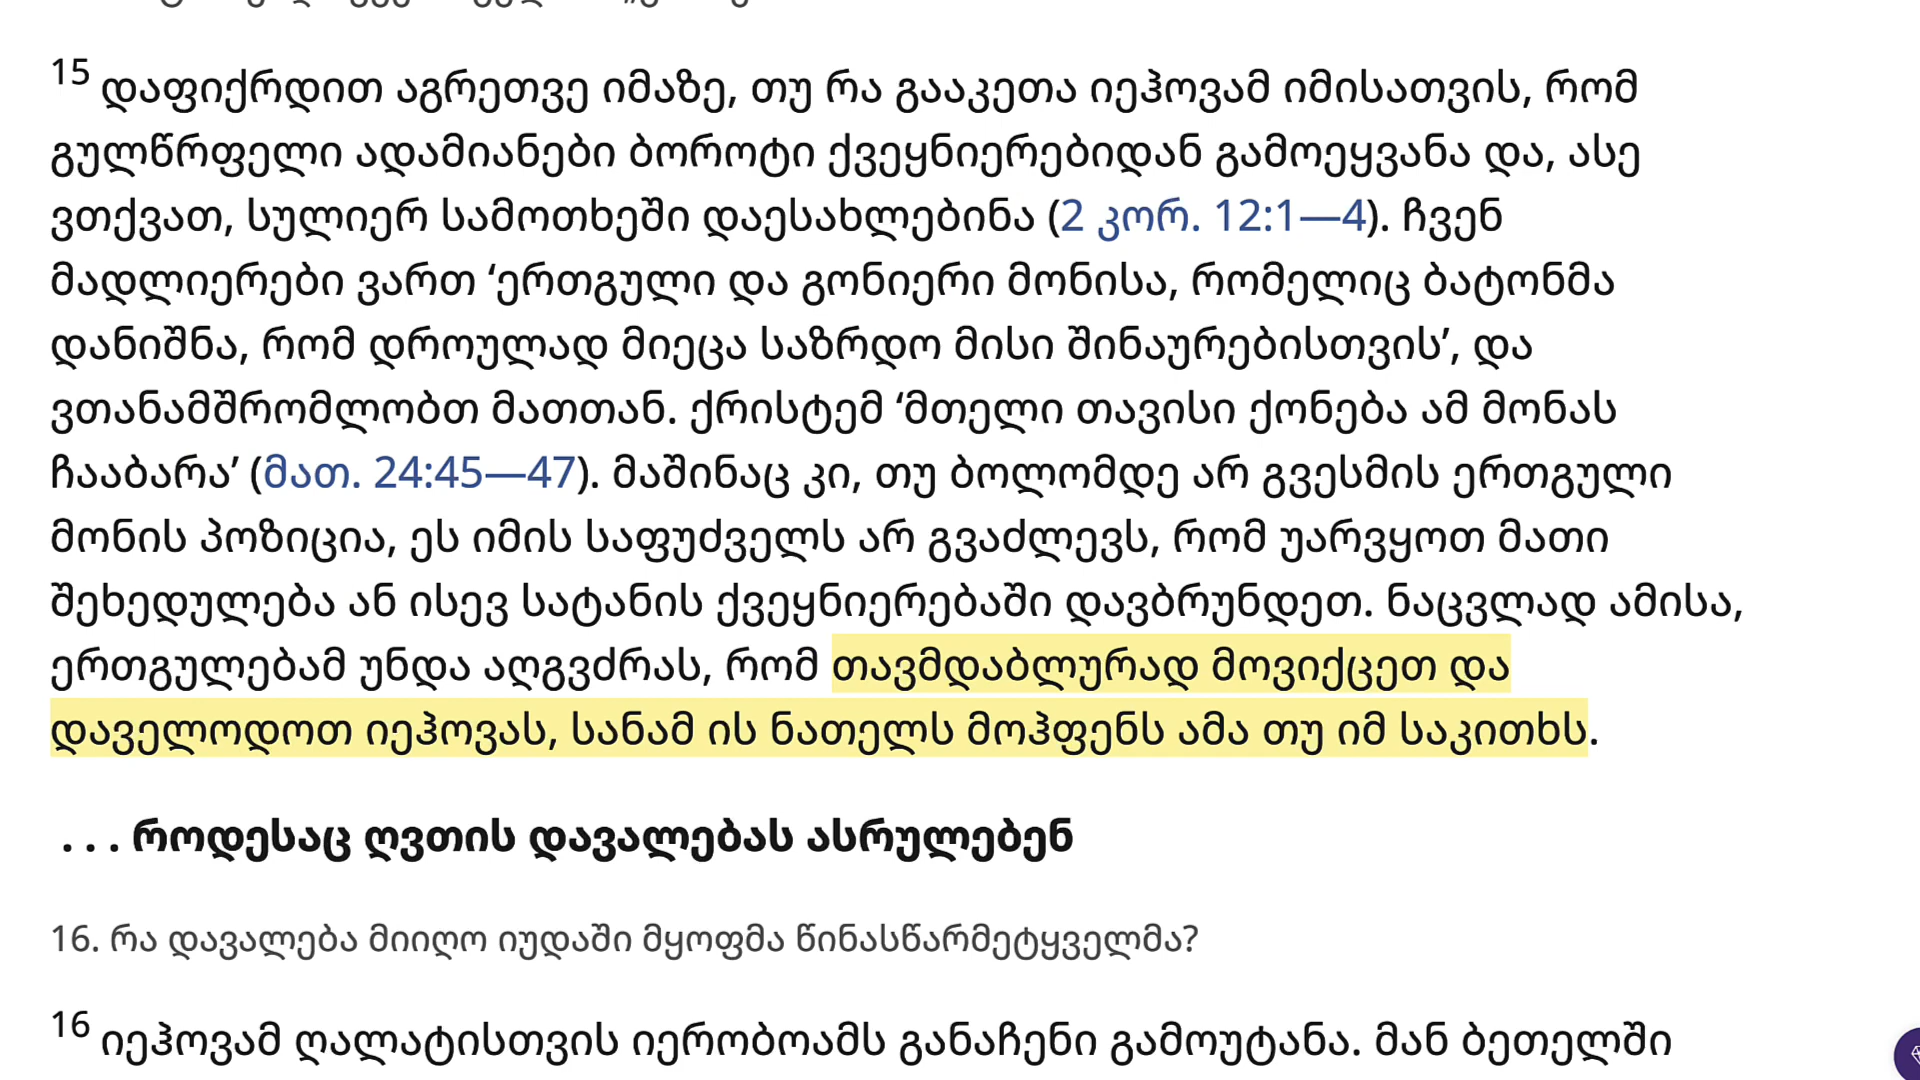 15 დაფიქრდით აგრეთვე იმაზე, თუ რა გააკეთა იეჰოვამ იმისათვის, რომ
გულწრფელი ადამიანები ბოროტი ქვეყნიერებიდან გამოეყვანა და, ასე
ვთქვათ, სულიერ სამოთხეში დაესახლებინა (2 კორ. 12:1—4). ჩვენ
მადლიერები ვართ ‘ერთგული და გონიერი მონისა, რომელიც ბატონმა
დანიშნა, რომ დროულად მიეცა საზრდო მისი შინაურებისთვის’, და
ვთანამშრომლობთ მათთან. ქრისტემ ‘მთელი თავისი ქონება ამ მონას
ჩააბარა’ (მათ. 24:45—47). მაშინაც კი, თუ ბოლომდე არ გვესმის ერთგული
მონის პოზიცია, ეს იმის საფუძველს არ გვაძლევს, რომ უარვყოთ მათი
შეხედულება ან ისევ სატანის ქვეყნიერებაში დავბრუნდეთ. ნაცვლად ამისა,
ერთგულებამ უნდა აღგვძრას, რომ თავმდაბლურად მოვიქცეთ და
დაველოდოთ იეჰოვას, სანამ ის ნათელს მოჰფენს ამა თუ იმ საკითხს.
. . . როდესაც ღვთის დავალებას ასრულებენ
16. რა დავალება მიიღო იუდაში მყოფმა წინასწარმეტყველმა?
16 იეჰოვამ ღალატისთვის იერობოამს განაჩენი გამოუტანა. მან ბეთელში